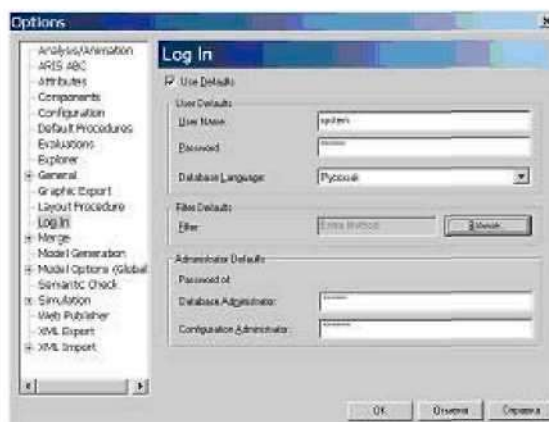 Options
Analysis/Animation
ARIS ABC
Attributes
Components
Configuration
Default Procedures
Evaluations
Explorer
General
Graphic Export
Layout Procedure
Log In
Merge
Model Generation
Model Options (Global
Semantic Check
Simulation
Web Publisher
XML Export
XML Import
Log In
Use Defaults
User Defaults
User Name:
system
Password:
Database Language:
Русский
Filter Defaults
Filter:
Entire Method
Browse...
Administrator Defaults
Password of:
Database Administrator:
Configuration Administrator:
OK
Отмена
Справка